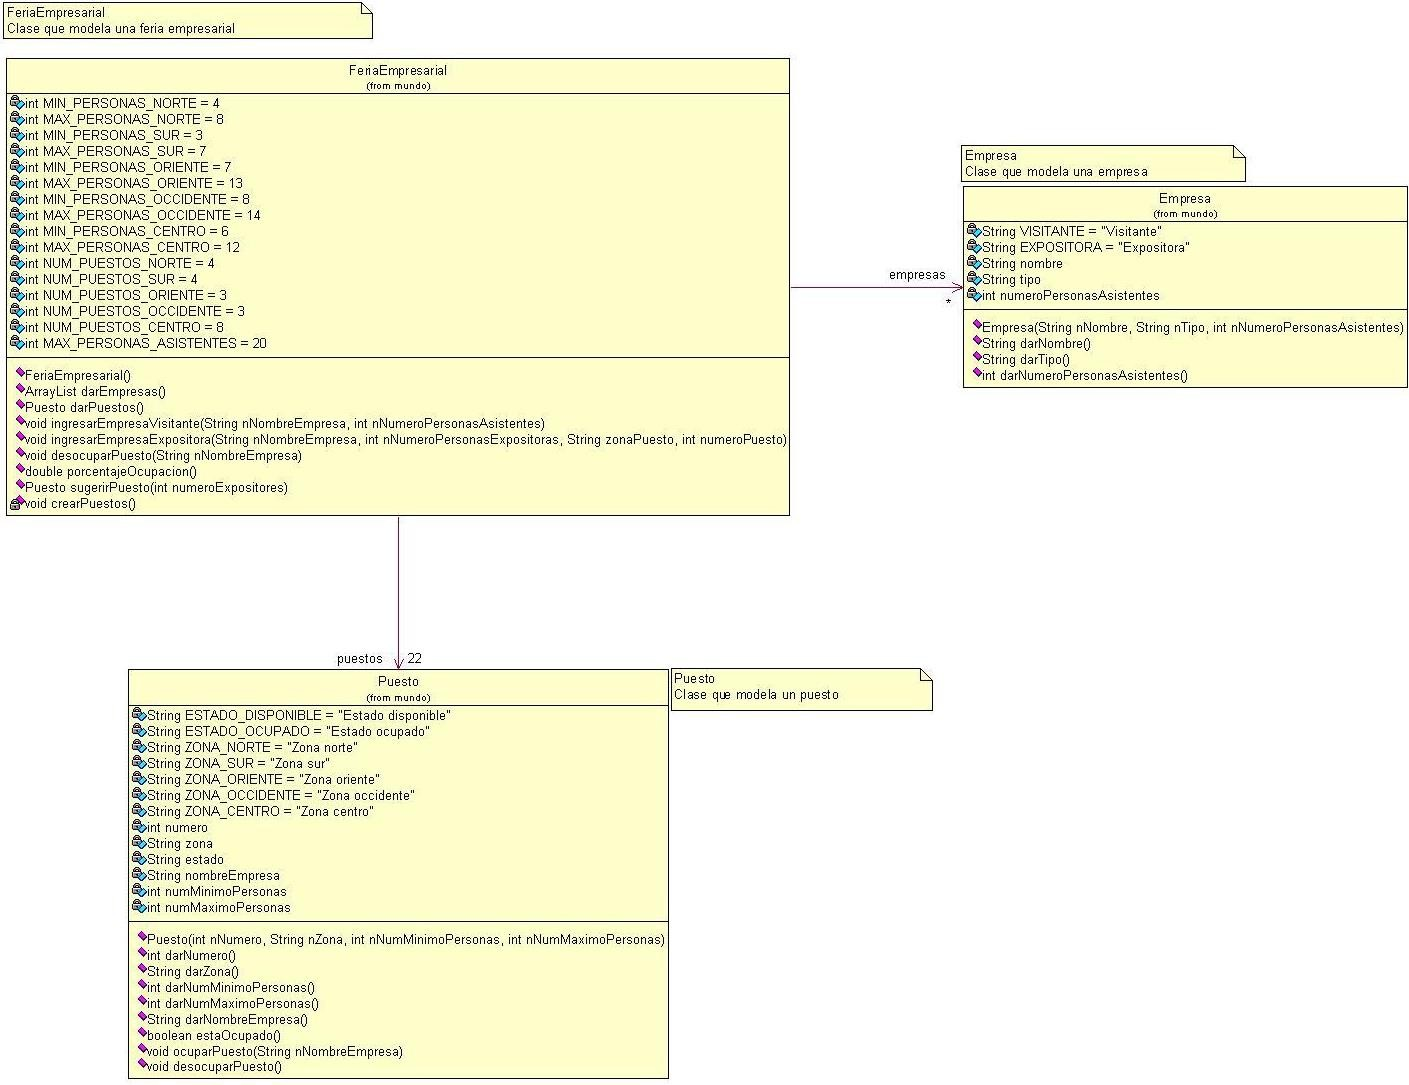 FeriaEmpresarial
Clase que modela una feria empresarial
FeriaEmpresarial
(from mundo)
int MIN_PERSONAS_NORTE = 4
int MAX_PERSONAS_NORTE = 8
int MIN_PERSONAS_SUR = 3
int MAX_PERSONAS_SUR = 7
int MIN_PERSONAS_ORIENTE = 7
int MAX_PERSONAS_ORIENTE = 13
int MIN_PERSONAS_OCCIDENTE = 8
int MAX_PERSONAS_OCCIDENTE = 14
int MIN_PERSONAS_CENTRO = 6
int MAX_PERSONAS_CENTRO = 12
int NUM_PUESTOS_NORTE = 4
int NUM_PUESTOS_SUR = 4
int NUM_PUESTOS_ORIENTE = 3
int NUM_PUESTOS_OCCIDENTE = 3
int NUM_PUESTOS_CENTRO = 8
int MAX_PERSONAS_ASISTENTES = 20
FeriaEmpresarial()
ArrayList darEmpresas()
Puesto darPuestos()
void ingresarEmpresaVisitante(String nNombreEmpresa, int nNumeroPersonasAsistentes)
void ingresarEmpresaExpositora(String nNombreEmpresa, int nNumeroPersonasExpositoras, String zonaPuesto, int numeroPuesto)
void desocuparPuesto(String nNombreEmpresa)
double porcentajeOcupacion()
Puesto sugerirPuesto(int numeroExpositores)
void crearPuestos()
empresas
*
Empresa
Clase que modela una empresa
Empresa
(from mundo)
String VISITANTE = "Visitante"
String EXPOSITORA = "Expositora"
String nombre
String tipo
int numeroPersonasAsistentes
Empresa(String nNombre, String nTipo, int nNumeroPersonasAsistentes)
String darNombre()
String darTipo()
int darNumeroPersonasAsistentes()
puestos 22
Puesto
(from mundo)
String ESTADO_DISPONIBLE = "Estado disponible"
String ESTADO_OCUPADO = "Estado ocupado"
String ZONA_NORTE = "Zona norte"
String ZONA_SUR = "Zona sur"
String ZONA_ORIENTE = "Zona oriente"
String ZONA_OCCIDENTE = "Zona occidente"
String ZONA_CENTRO = "Zona centro"
int numero
String zona
String estado
String nombreEmpresa
int numMinimoPersonas
int numMaximoPersonas
Puesto(int nNumero, String nZona, int nNumMinimoPersonas, int nNumMaximoPersonas)
int darNumero()
String darZona()
int darNumMinimoPersonas()
int darNumMaximoPersonas()
String darNombreEmpresa()
boolean estaOcupado()
void ocuparPuesto(String nNombreEmpresa)
void desocuparPuesto()
Puesto
Clase que modela un puesto